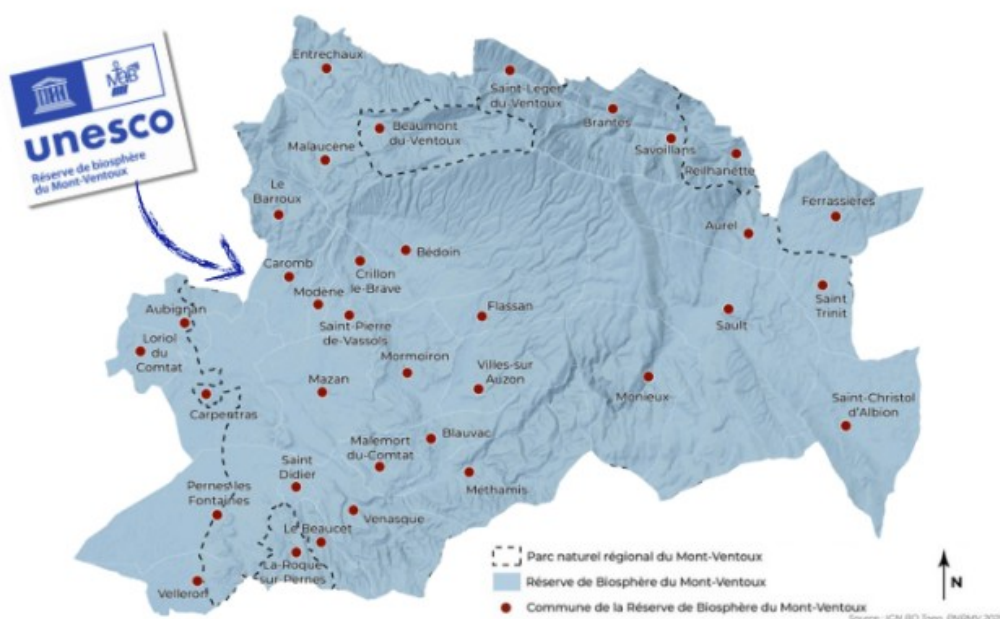 unesco
Réserve de biosphère
du Mont-Ventoux
Entrechaux
Saint-Leger
du-Ventoux
Brantes
Beaumont
du-Ventoux
Savoillans
Malaucène
Reilhanette
Le
Barroux
Ferrassières
Aurel
Bédoin
Caromb
Crillon
le-Brave
Modène
Saint
Trinit
Aubignan
Flassan
Saint-Pierre
de-Vassols
Sault
Loriol
du
Comtat
Mormoiron
Villes-sur
Auzon
Mazan
Monieux
Saint-Christol
d'Albion
Carpentras
Blauvac
Malemort
du-Comtat
Saint
Didier
Méthamis
Pernes les
Fontaines
Venasque
Le Beaucet
La-Roque
sur-Pernes
Velleron
Parc naturel régional du Mont-Ventoux
Réserve de Biosphère du Mont-Ventoux
Commune de la Réserve de Biosphère du Mont-Ventoux
N